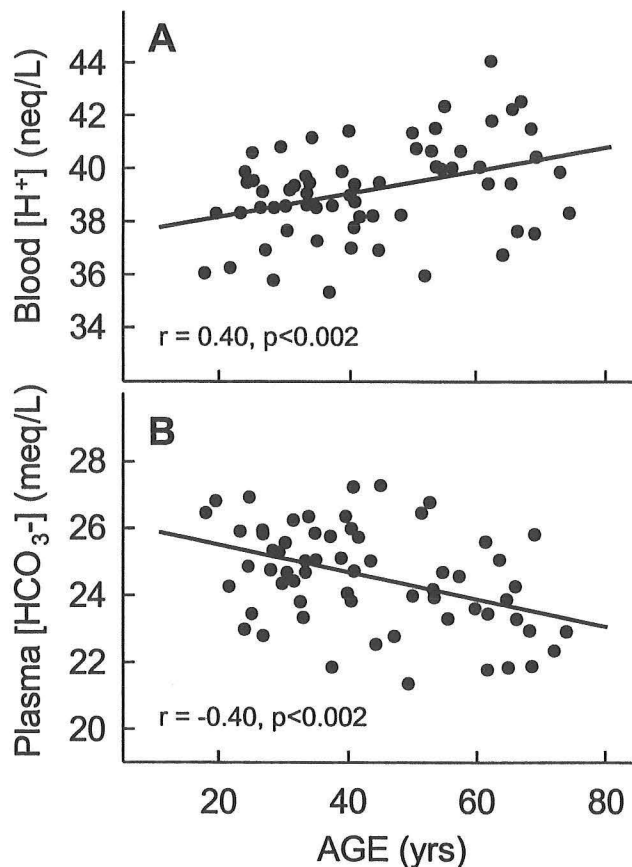 A
Blood [H+] (neq/L)
44
42
40
38
36
34
r = 0.40, p<0.002
B
Plasma [HCO3-] (meq/L)
28
26
24
22
20
r = -0.40, p<0.002
20 40 60 80
AGE (yrs)